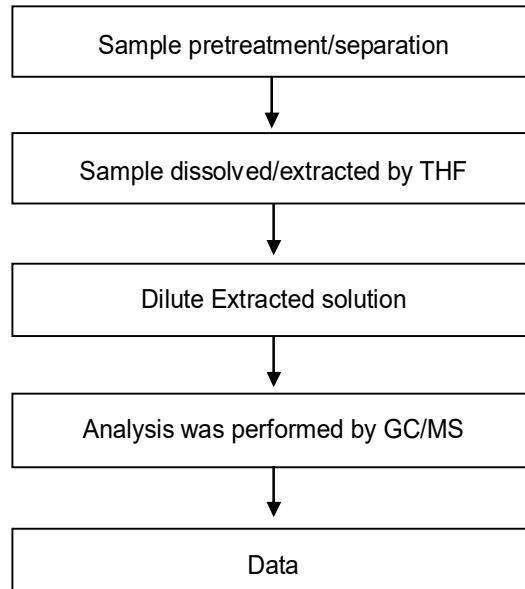 Sample pretreatment/separation
Sample dissolved/extracted by THF
Dilute Extracted solution
Analysis was performed by GC/MS
Data